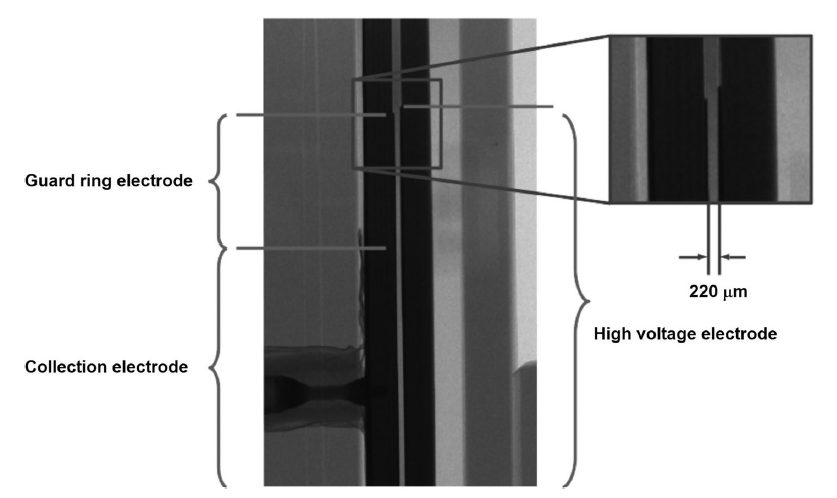 Guard ring electrode
220 μm
High voltage electrode
Collection electrode